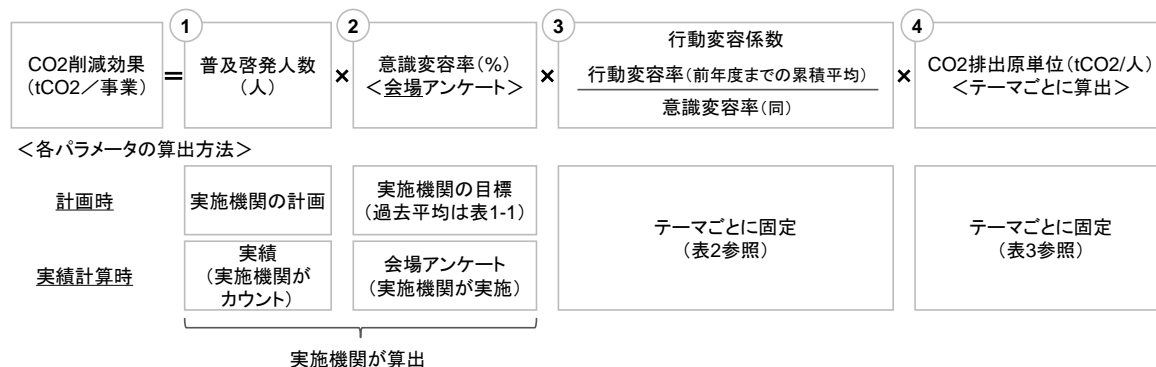 ①
②
③
④
CO2削減効果
(tCO2／事業)
＝
普及啓発人数
(人)
×
意識変容率(%)
＜会場アンケート＞
×
行動変容係数
行動変容率(前年度までの累積平均)
意識変容率(同)
×
CO2排出原単位(tCO2/人)
＜テーマごとに算出＞
＜各パラメータの算出方法＞
計画時
実施機関の計画
実施機関の目標
(過去平均は表1-1)
実績計算時
実績
(実施機関が
カウント)
会場アンケート
(実施機関が実施)
テーマごとに固定
(表2参照)
テーマごとに固定
(表3参照)
実施機関が算出